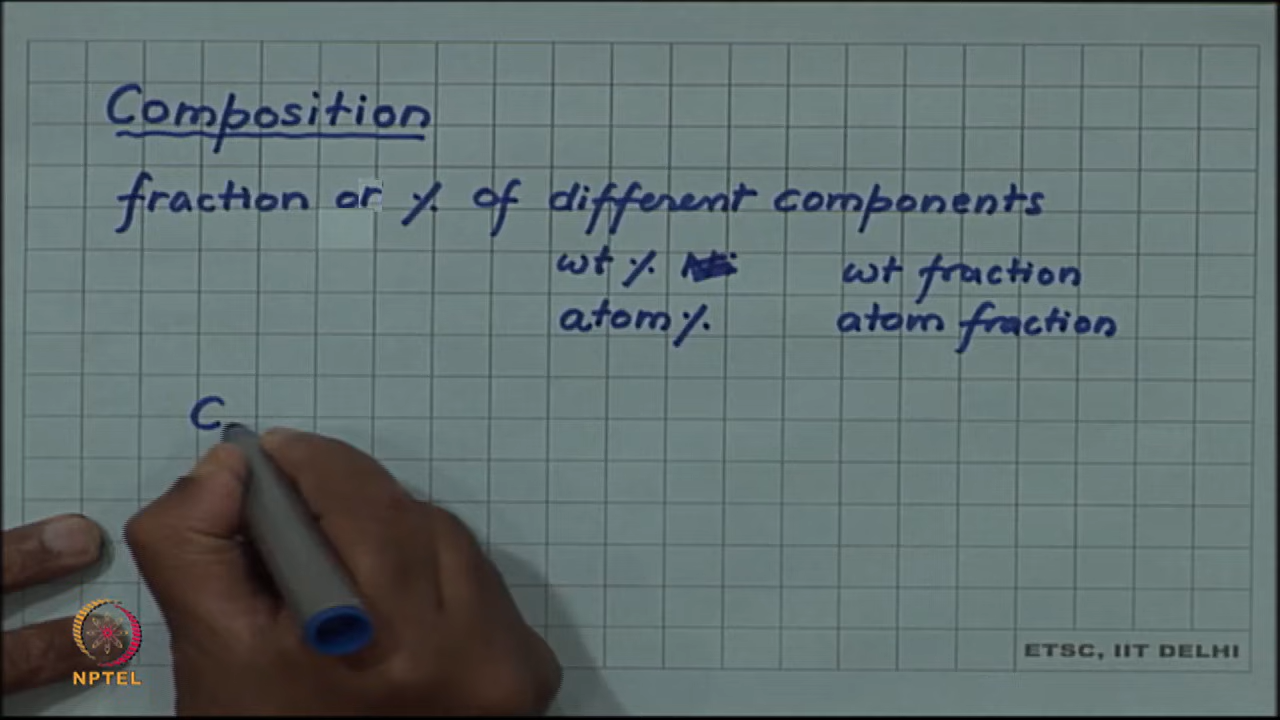 Composition
fraction or % of different components
wt % wt fraction
atom % atom fraction
C
ETSC, IIT DELHI
NPTEL